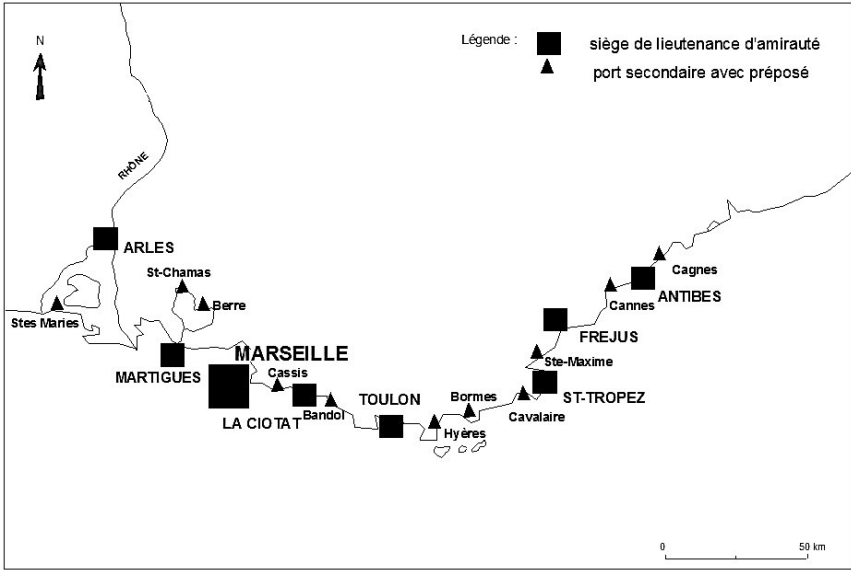 Légende :
siège de lieutenance d'amirauté
port secondaire avec préposé
N
RHÔNE
ARLES
St-Chamas
Berre
Stes Maries
MARTIGUES
MARSEILLE
Cassis
LA CIOTAT
Bandol
TOULON
Hyères
Bormes
Cavalaire
ST-TROPEZ
Ste-Maxime
FREJUS
Cannes
ANTIBES
Cagnes
0 50 km